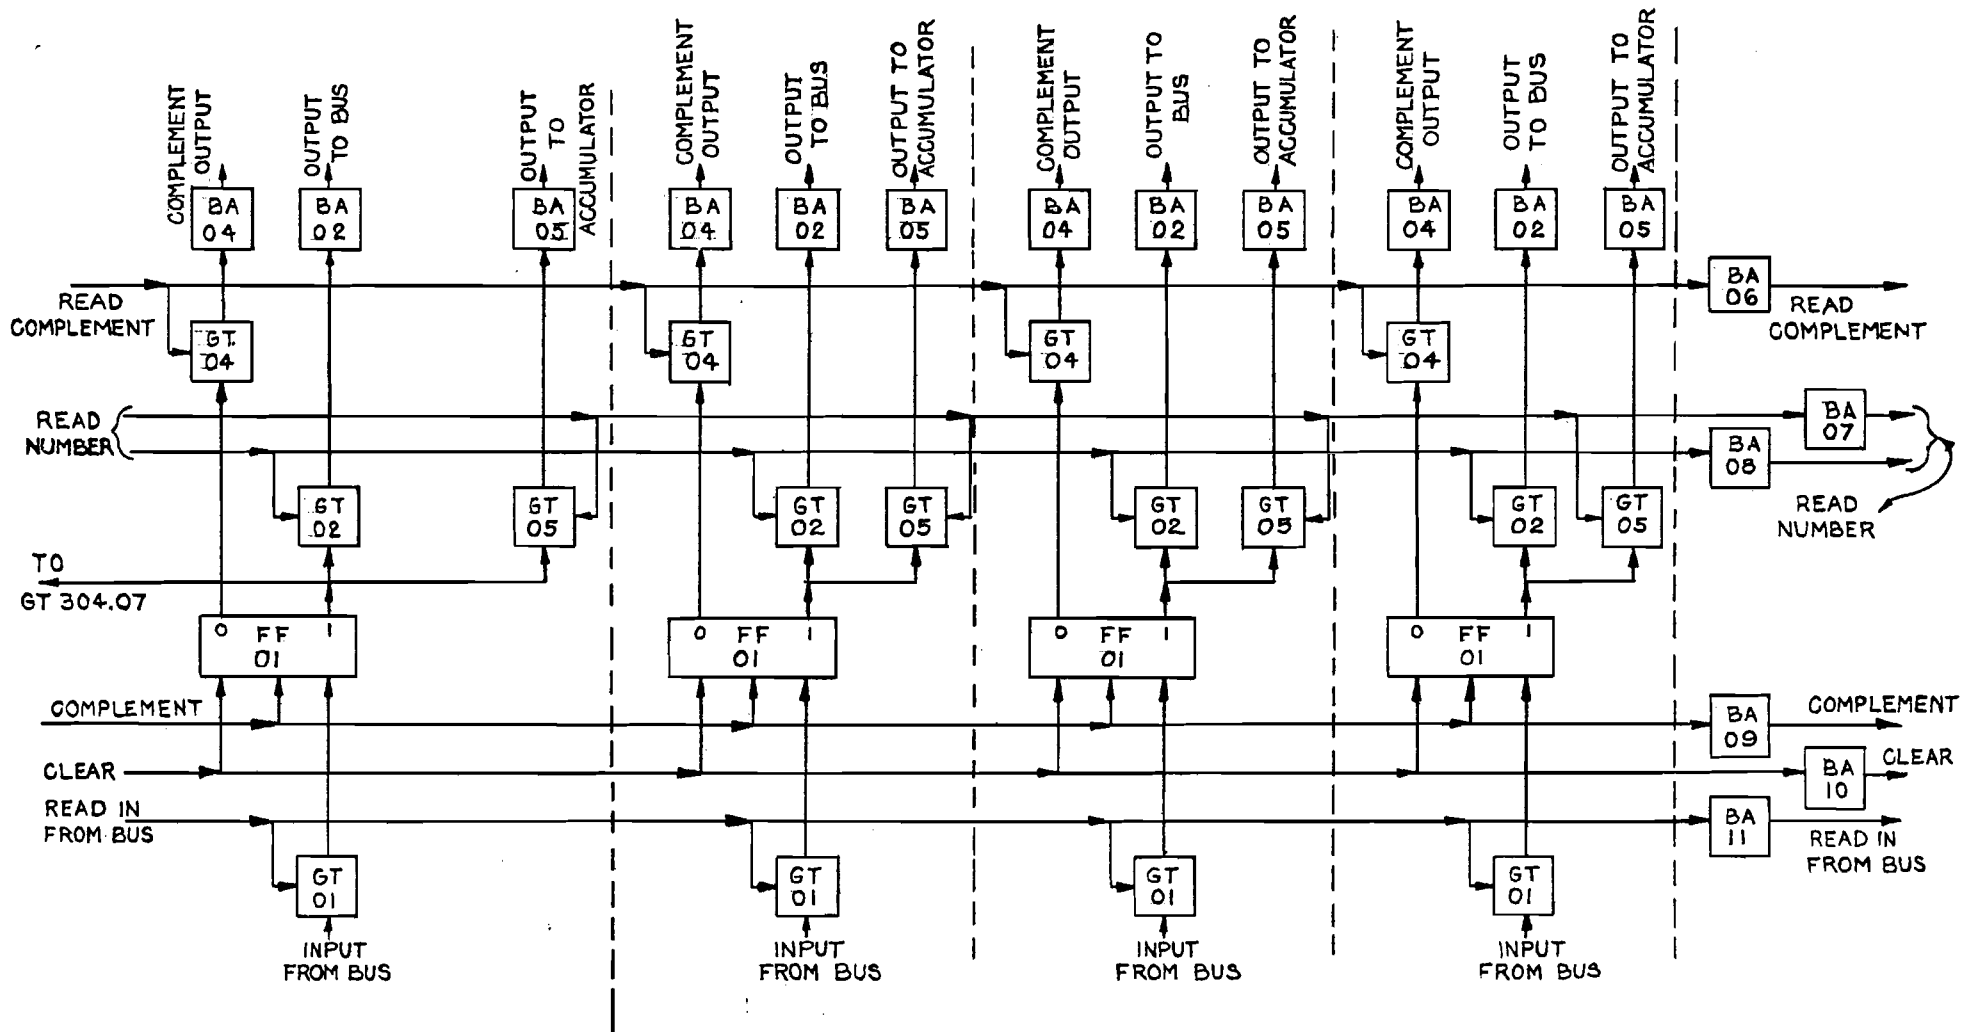 COMPLEMENT
OUTPUT
OUTPUT
TO BUS
OUTPUT
TO
ACCUMULATOR
COMPLEMENT
OUTPUT
OUTPUT
TO BUS
OUTPUT TO
ACCUMULATOR
COMPLEMENT
OUTPUT
OUTPUT TO
BUS
OUTPUT TO
ACCUMULATOR
COMPLEMENT
OUTPUT
OUTPUT
TO BUS
OUTPUT TO
ACCUMULATOR
BA
04
BA
02
BA
05
BA
04
BA
02
BA
05
BA
04
BA
02
BA
05
BA
04
BA
02
BA
05
READ
COMPLEMENT
BA
06
READ
COMPLEMENT
GT
04
GT
04
GT
04
GT
04
READ
NUMBER
BA
07
BA
08
READ
NUMBER
GT
02
GT
05
GT
02
GT
05
GT
02
GT
05
GT
02
GT
05
TO
GT 304.07
0 FF 1
01
0 FF 1
01
0 FF 1
01
0 FF 1
01
COMPLEMENT
BA
09
COMPLEMENT
CLEAR
BA
10
CLEAR
READ IN
FROM BUS
BA
11
READ IN
FROM BUS
GT
01
GT
01
GT
01
GT
01
INPUT
FROM BUS
INPUT
FROM BUS
INPUT
FROM BUS
INPUT
FROM BUS